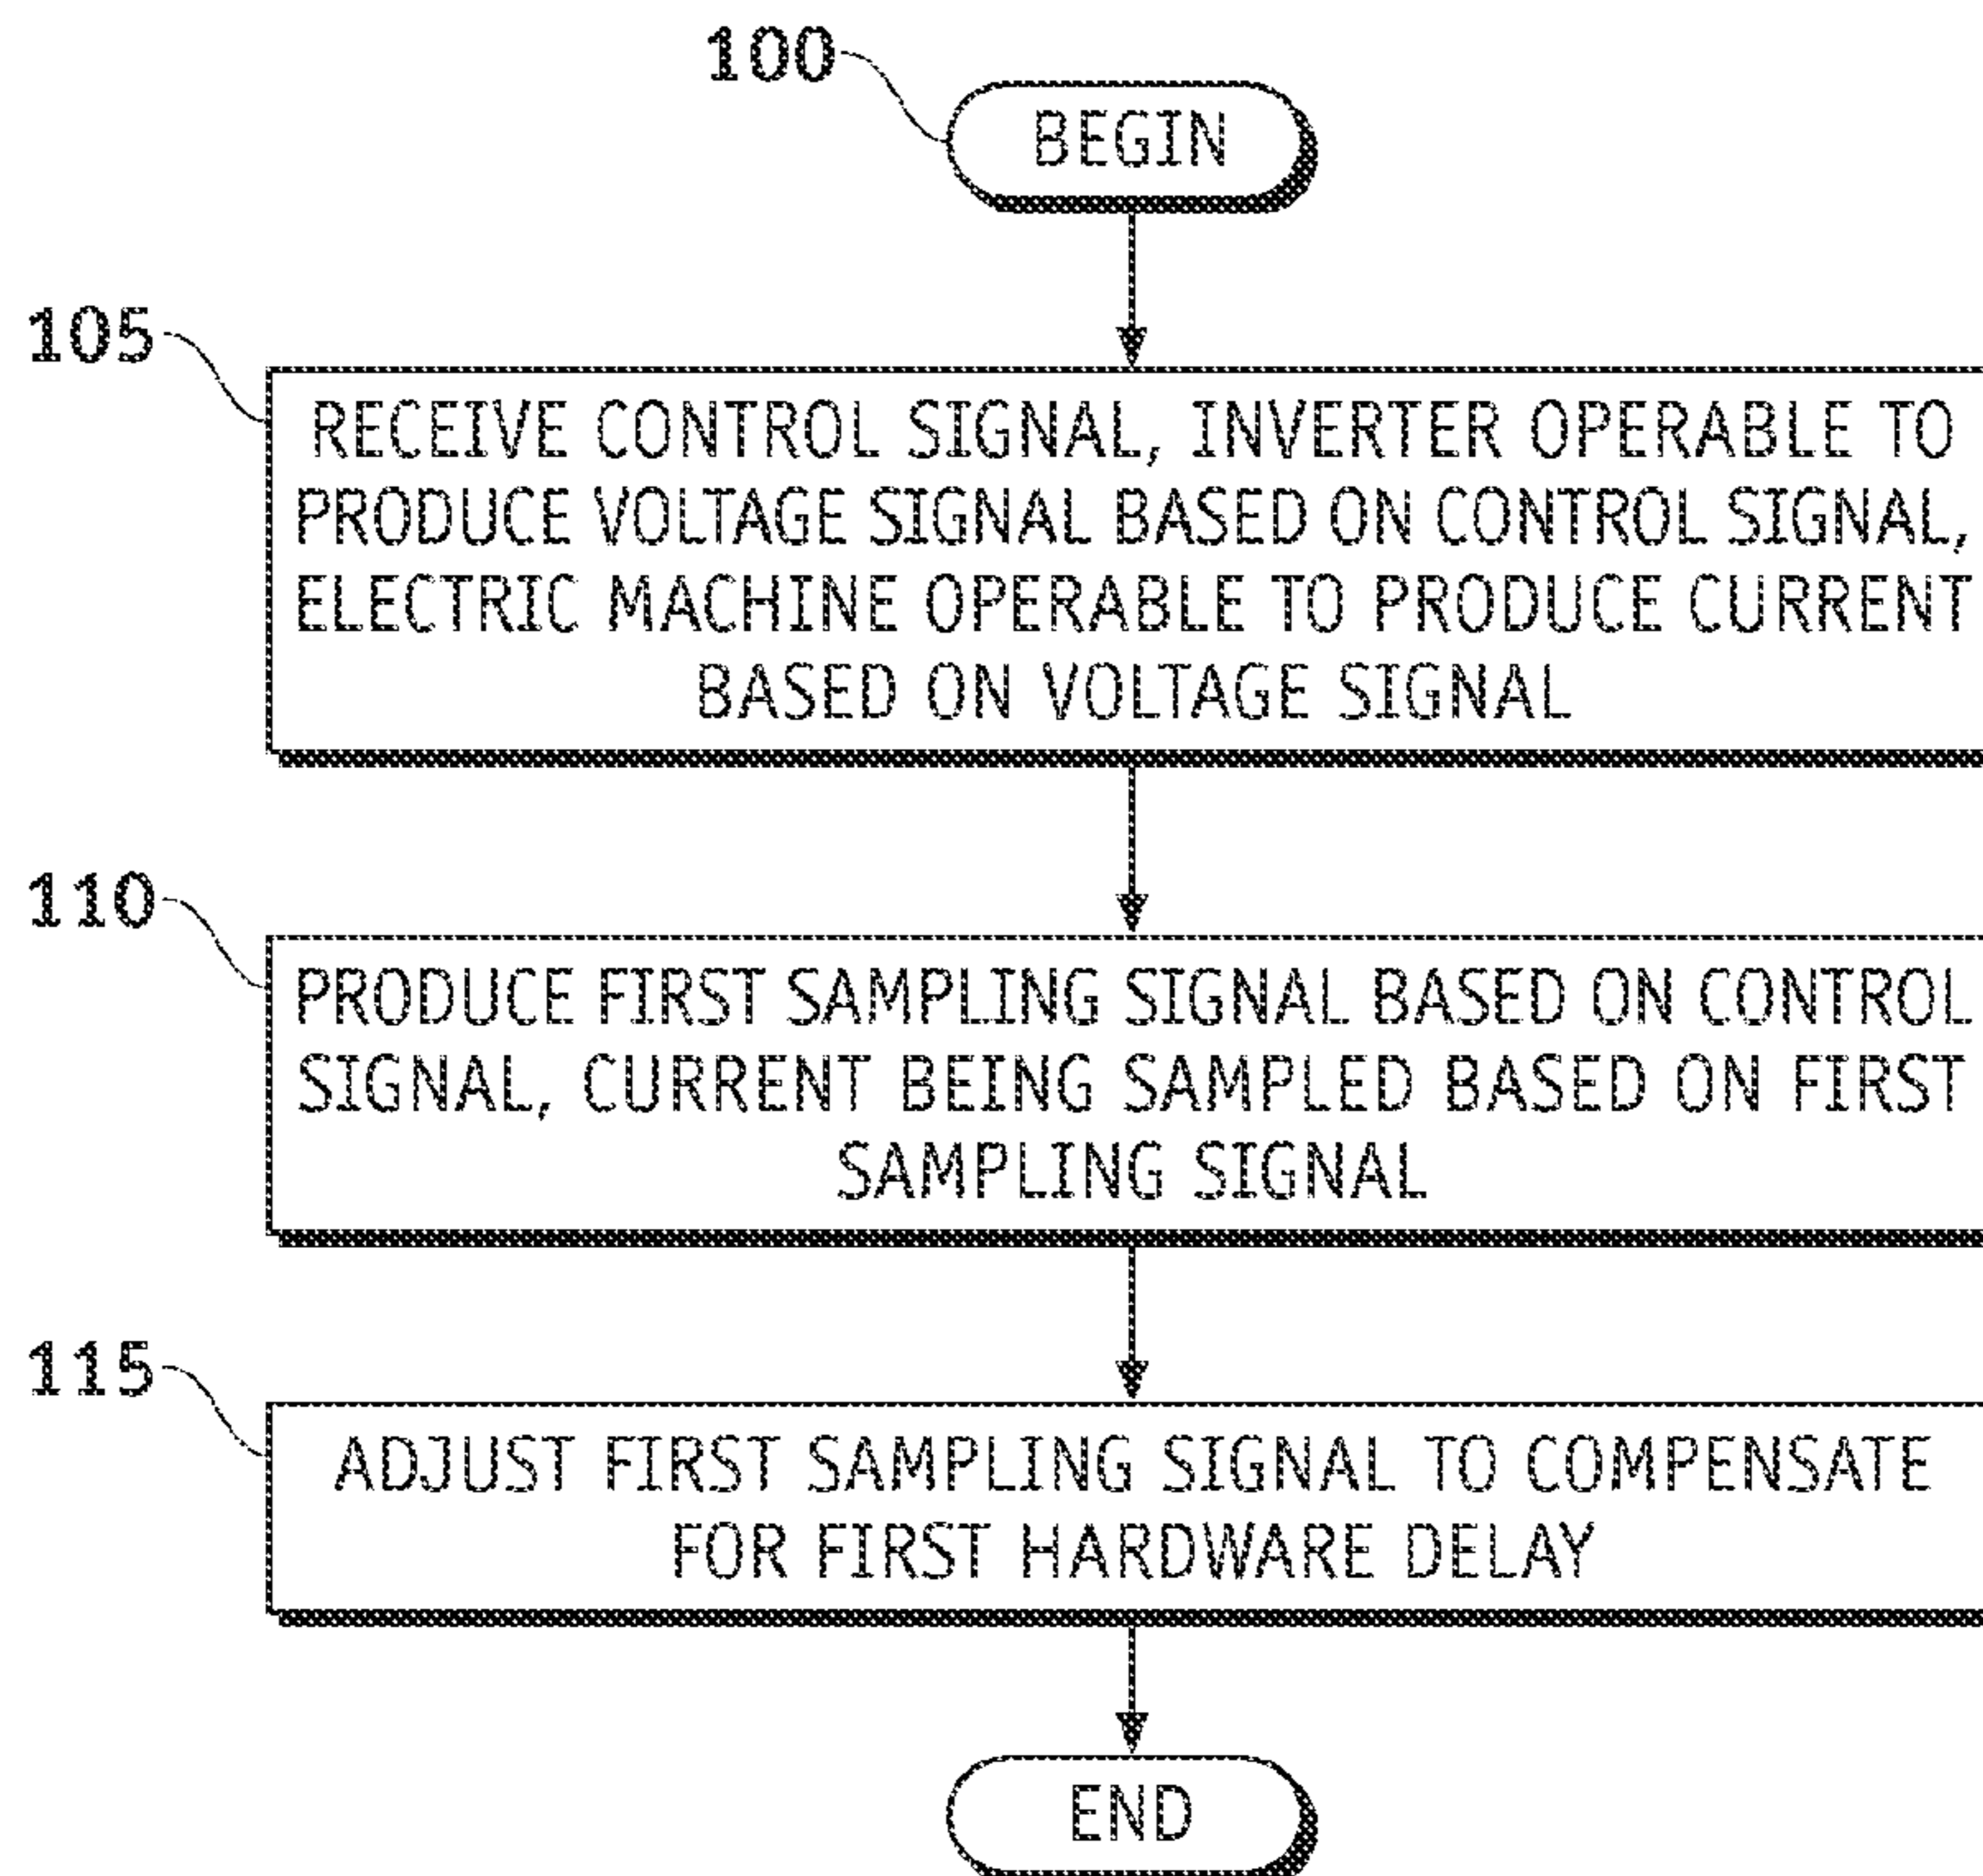 100
BEGIN
105
RECEIVE CONTROL SIGNAL, INVERTER OPERABLE TO
PRODUCE VOLTAGE SIGNAL BASED ON CONTROL SIGNAL,
ELECTRIC MACHINE OPERABLE TO PRODUCE CURRENT
BASED ON VOLTAGE SIGNAL
110
PRODUCE FIRST SAMPLING SIGNAL BASED ON CONTROL
SIGNAL, CURRENT BEING SAMPLED BASED ON FIRST
SAMPLING SIGNAL
115
ADJUST FIRST SAMPLING SIGNAL TO COMPENSATE
FOR FIRST HARDWARE DELAY
END